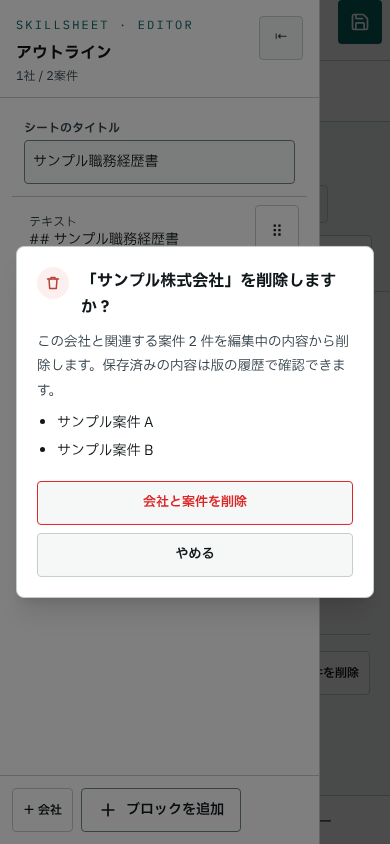 SKILLSHEET · EDITOR
アウトライン
1社 / 2案件
シートのタイトル
サンプル職務経歴書
テキスト
## サンプル職務経歴書
「サンプル株式会社」を削除します
か？
この会社と関連する案件 2 件を編集中の内容から削
除します。保存済みの内容は版の履歴で確認できま
す。
サンプル案件 A
サンプル案件 B
会社と案件を削除
やめる
件を削除
+ 会社
+ ブロックを追加